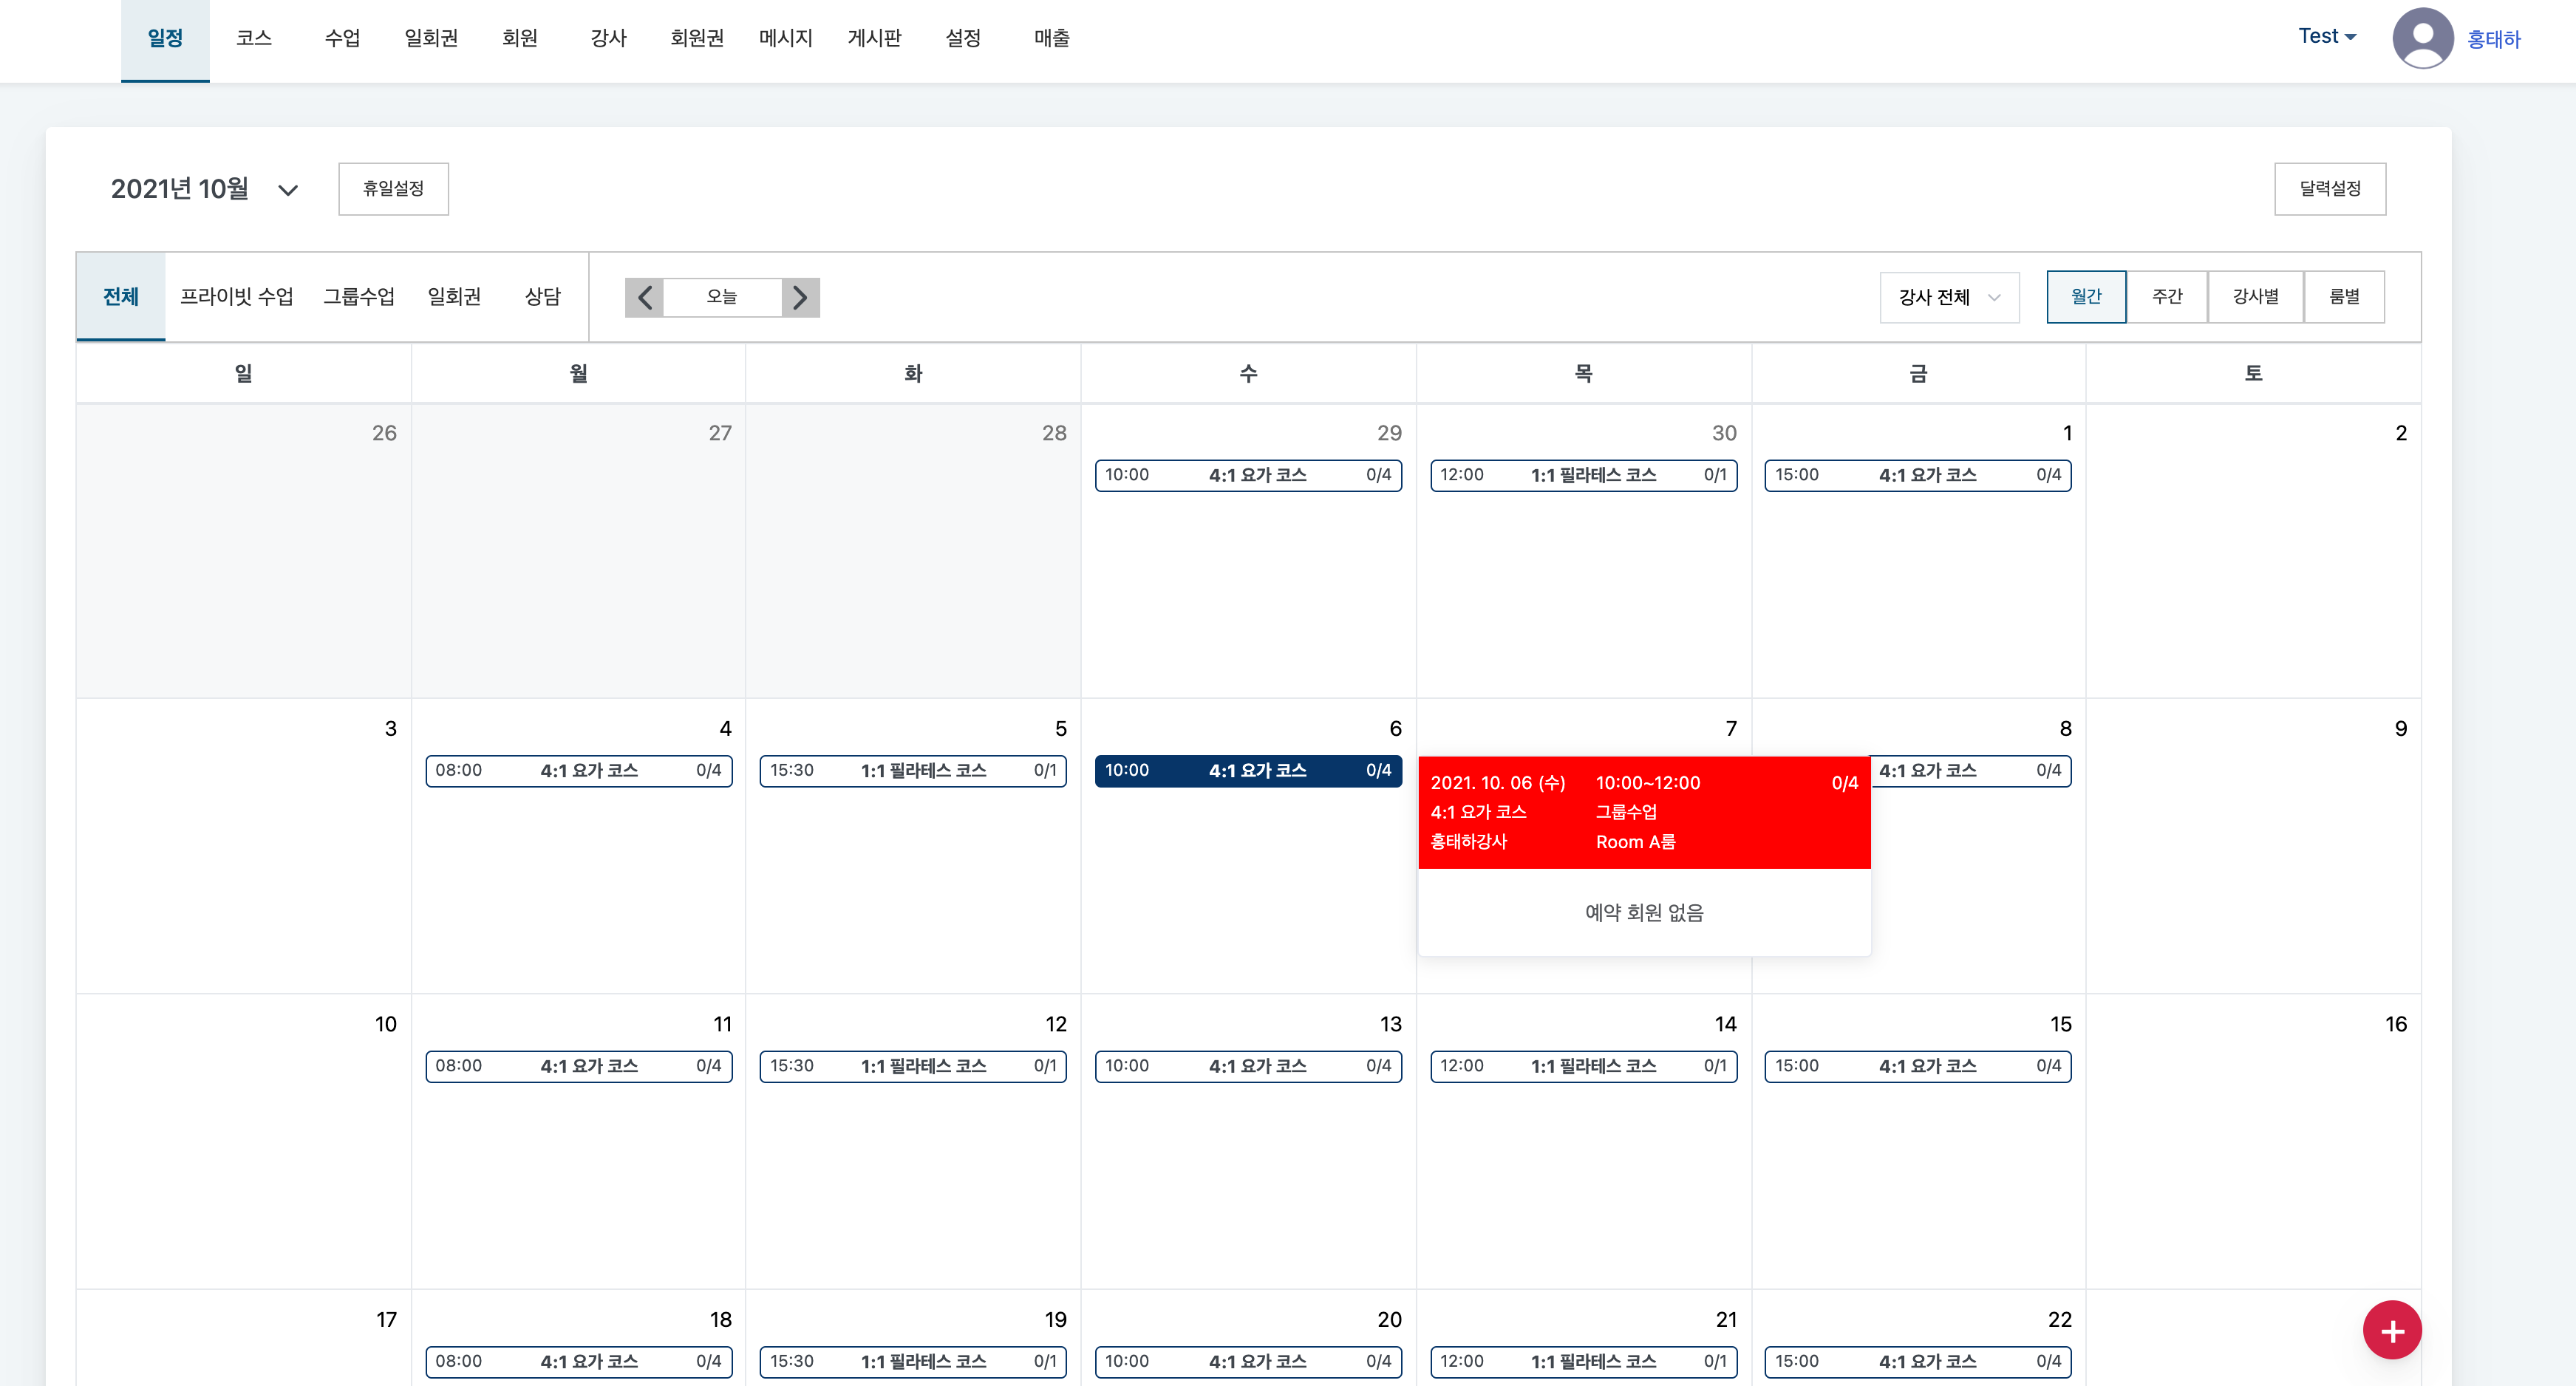 일정 코스 수업 일회권 회원 강사 회원권 메시지 게시판 설정 매출 Test 홍태하
2021년 10월 휴일설정 달력설정
전체 프라이빗 수업 그룹수업 일회권 상담 오늘 강사 전체 월간 주간 강사별 룸별
일 월 화 수 목 금 토
26 27 28 29 30 1 2
10:00 4:1 요가 코스 0/4 12:00 1:1 필라테스 코스 0/1 15:00 4:1 요가 코스 0/4
3 4 5 6 7 8 9
08:00 4:1 요가 코스 0/4 15:30 1:1 필라테스 코스 0/1 10:00 4:1 요가 코스 0/4 4:1 요가 코스 0/4
2021. 10. 06 (수) 10:00~12:00 0/4
4:1 요가 코스 그룹수업
홍태하강사 Room A룸
예약 회원 없음
10 11 12 13 14 15 16
08:00 4:1 요가 코스 0/4 15:30 1:1 필라테스 코스 0/1 10:00 4:1 요가 코스 0/4 12:00 1:1 필라테스 코스 0/1 15:00 4:1 요가 코스 0/4
17 18 19 20 21 22
08:00 4:1 요가 코스 0/4 15:30 1:1 필라테스 코스 0/1 10:00 4:1 요가 코스 0/4 12:00 1:1 필라테스 코스 0/1 15:00 4:1 요가 코스 0/4